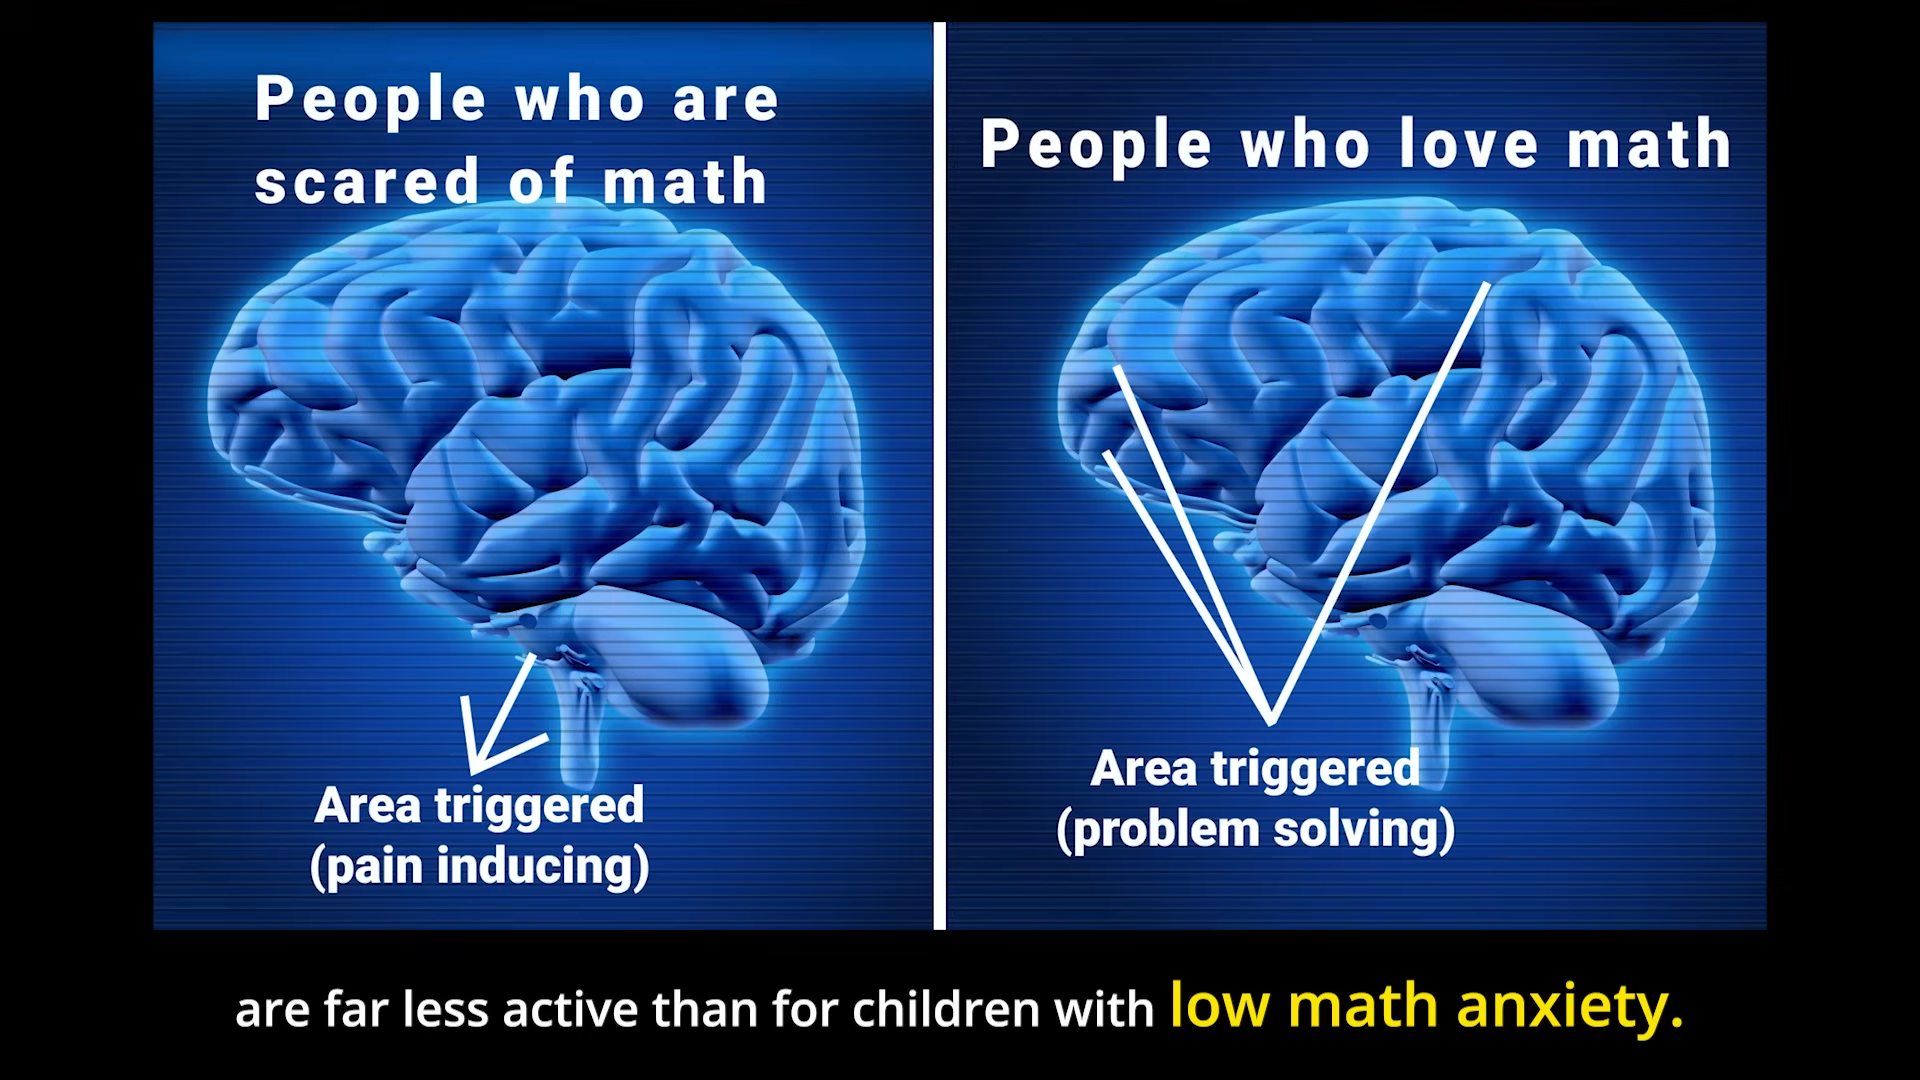 People who are
scared of math
Area triggered
(pain inducing)
People who love math
Area triggered
(problem solving)
are far less active than for children with low math anxiety.